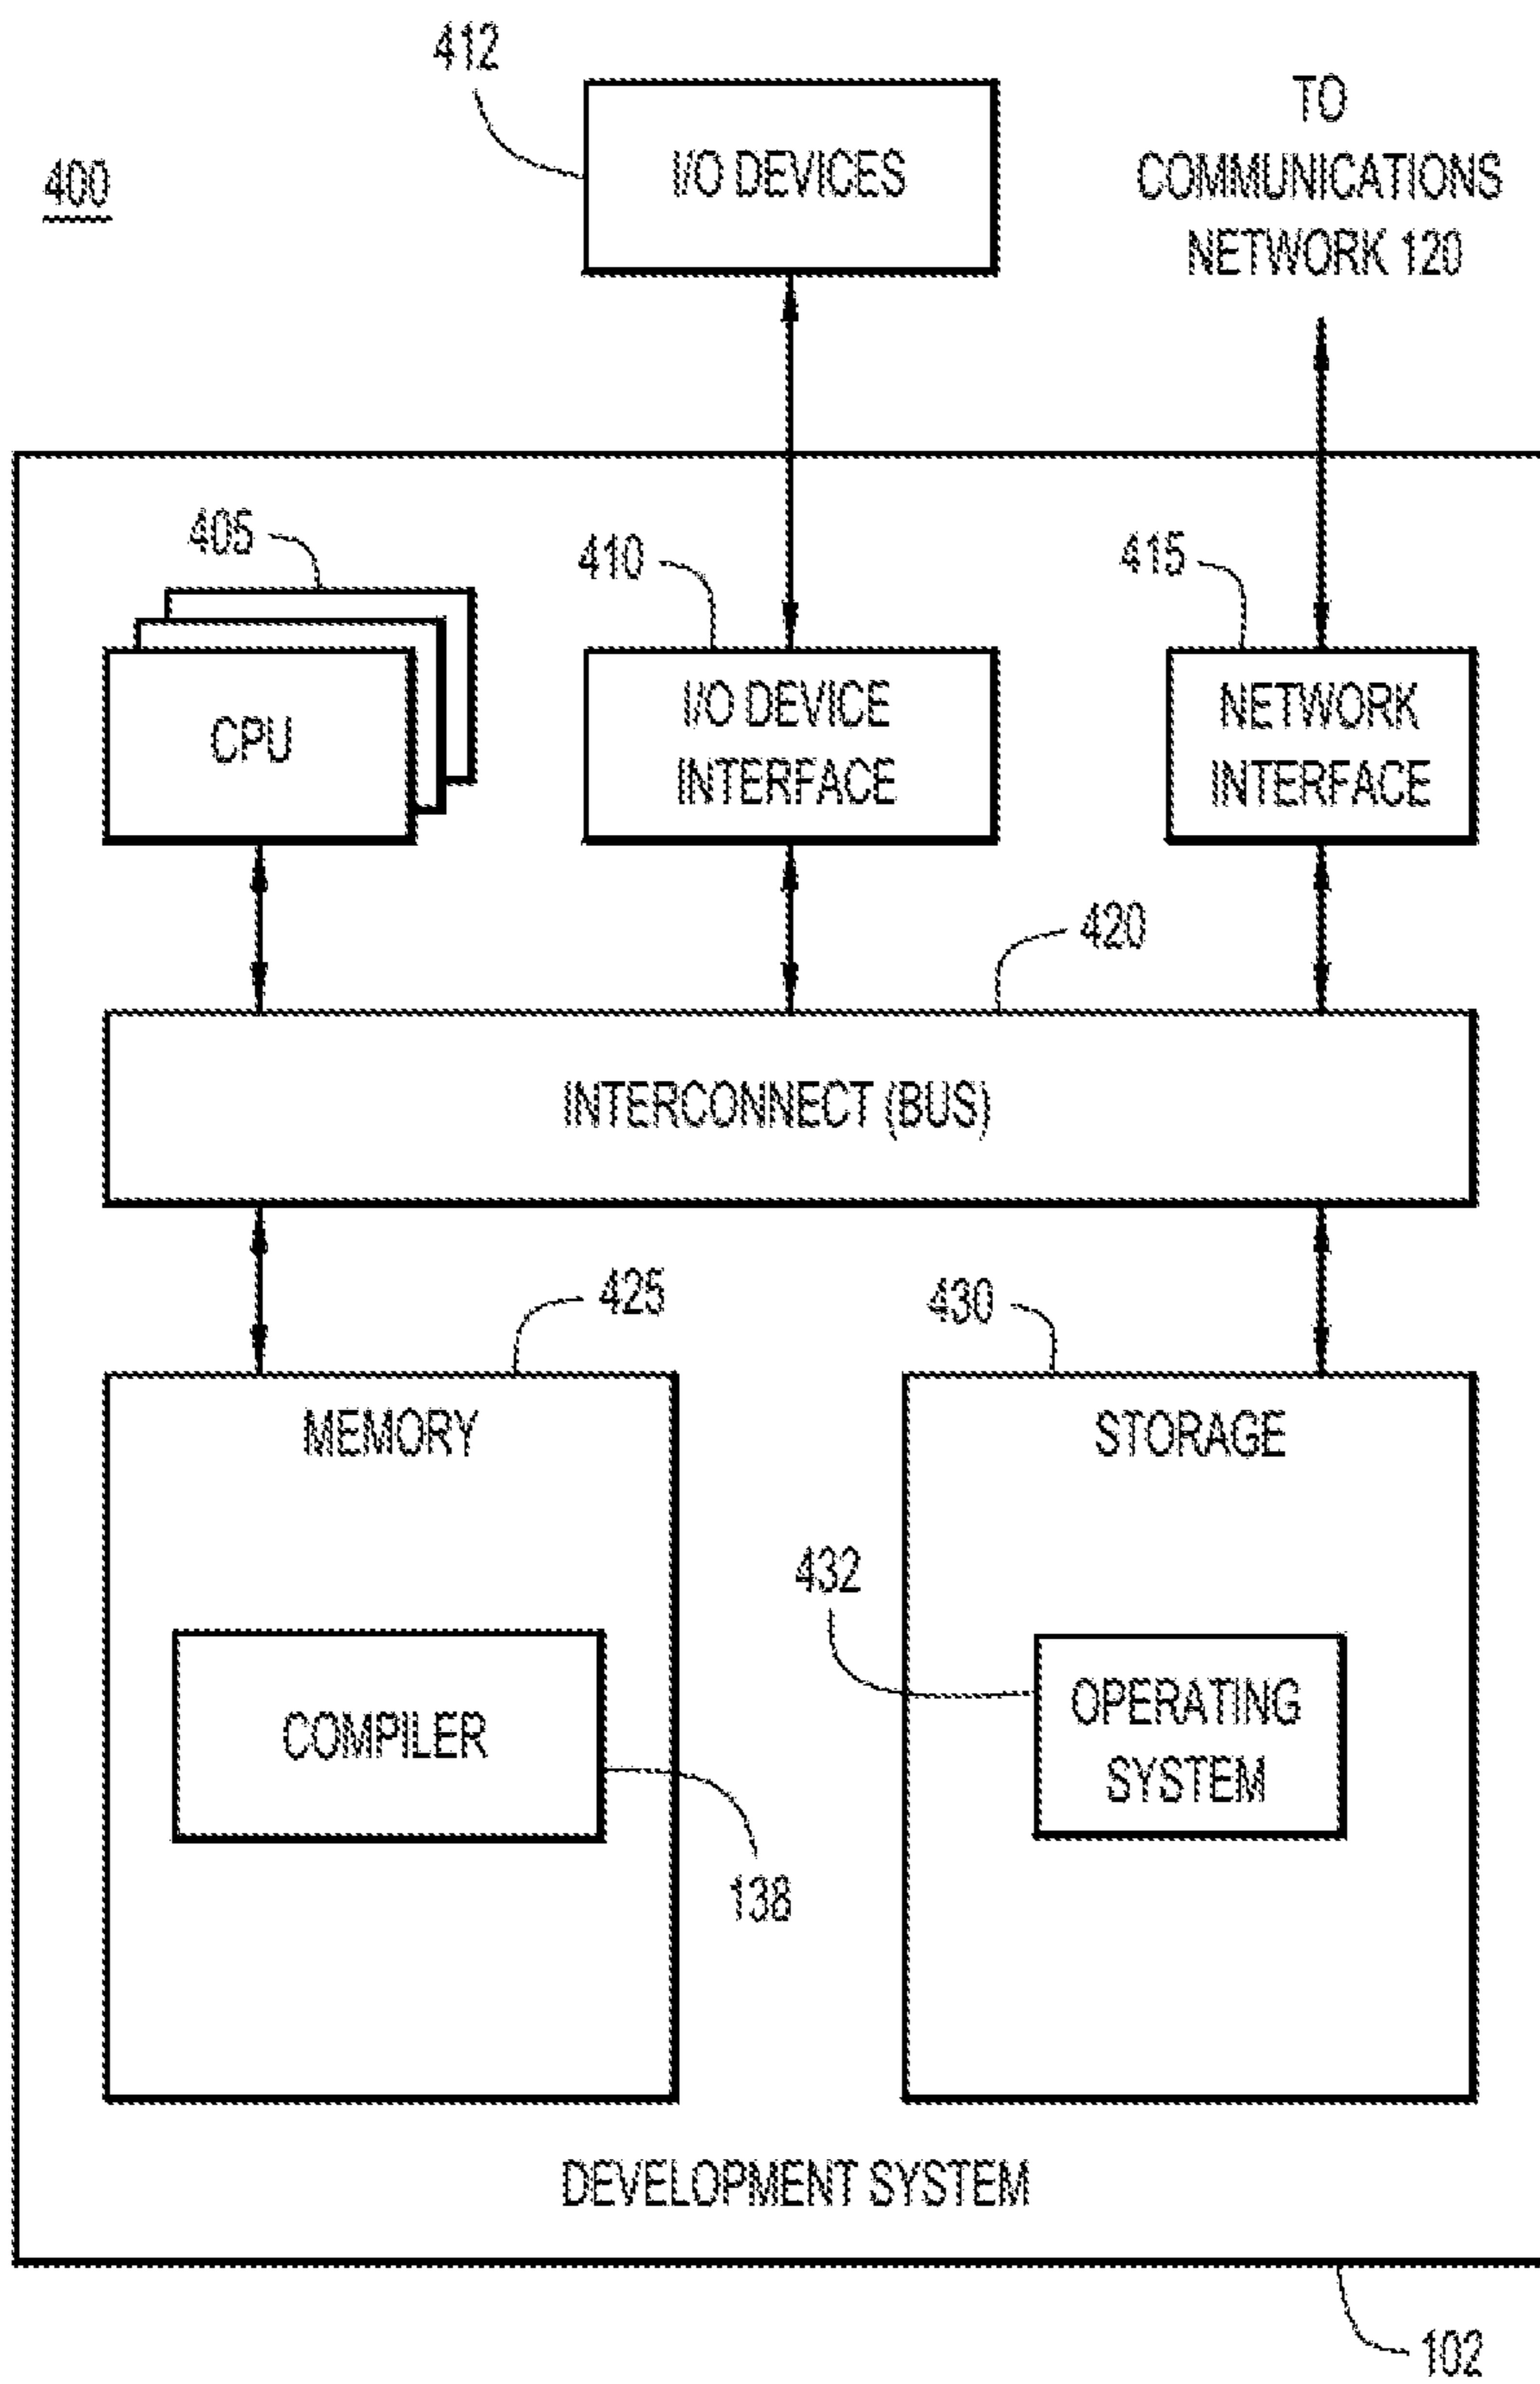 412
I/O DEVICES
TO
COMMUNICATIONS
NETWORK 120
400
405
410
415
CPU
I/O DEVICE
INTERFACE
NETWORK
INTERFACE
420
INTERCONNECT (BUS)
425
430
MEMORY
STORAGE
432
COMPILER
OPERATING
SYSTEM
138
DEVELOPMENT SYSTEM
102